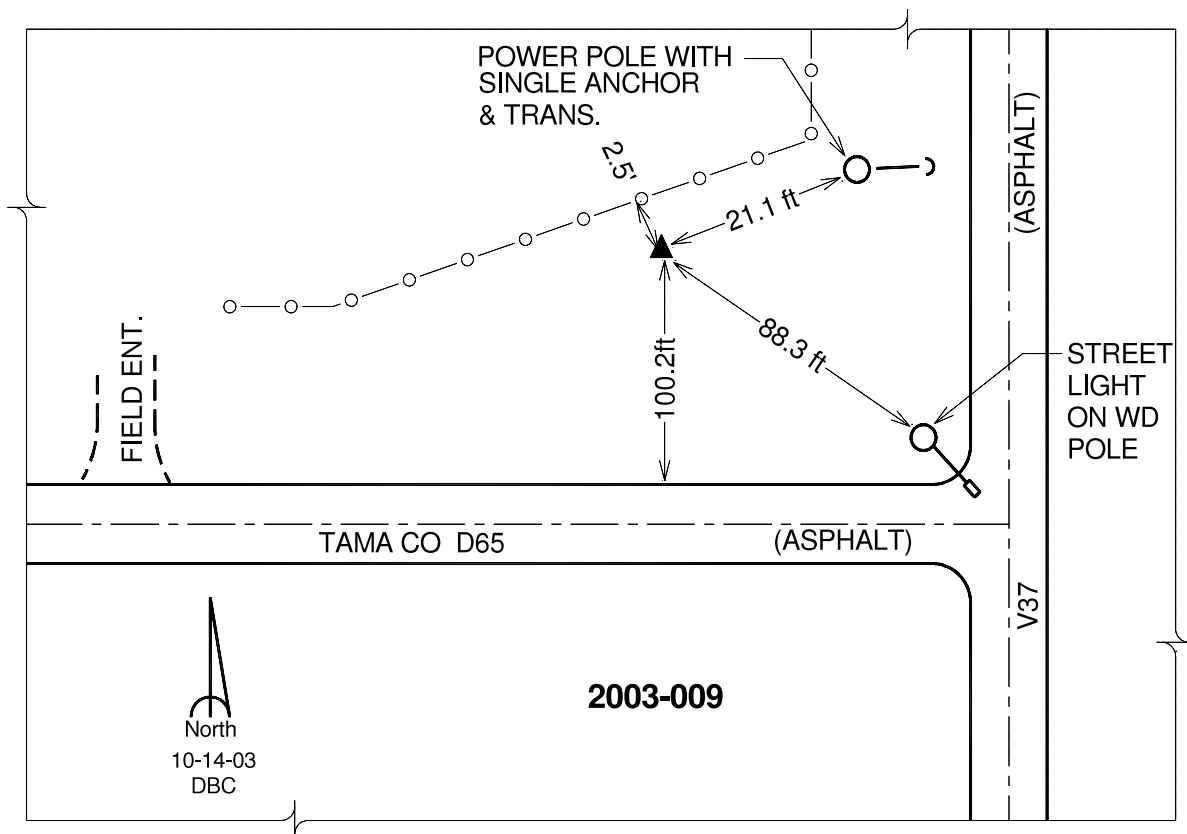 POWER POLE WITH
SINGLE ANCHOR
& TRANS.
2.5'
21.1 ft
(ASPHALT)
88.3 ft
100.2ft
STREET
LIGHT
ON WD
POLE
FIELD ENT.
TAMA CO D65
(ASPHALT)
V37
2003-009
North
10-14-03
DBC